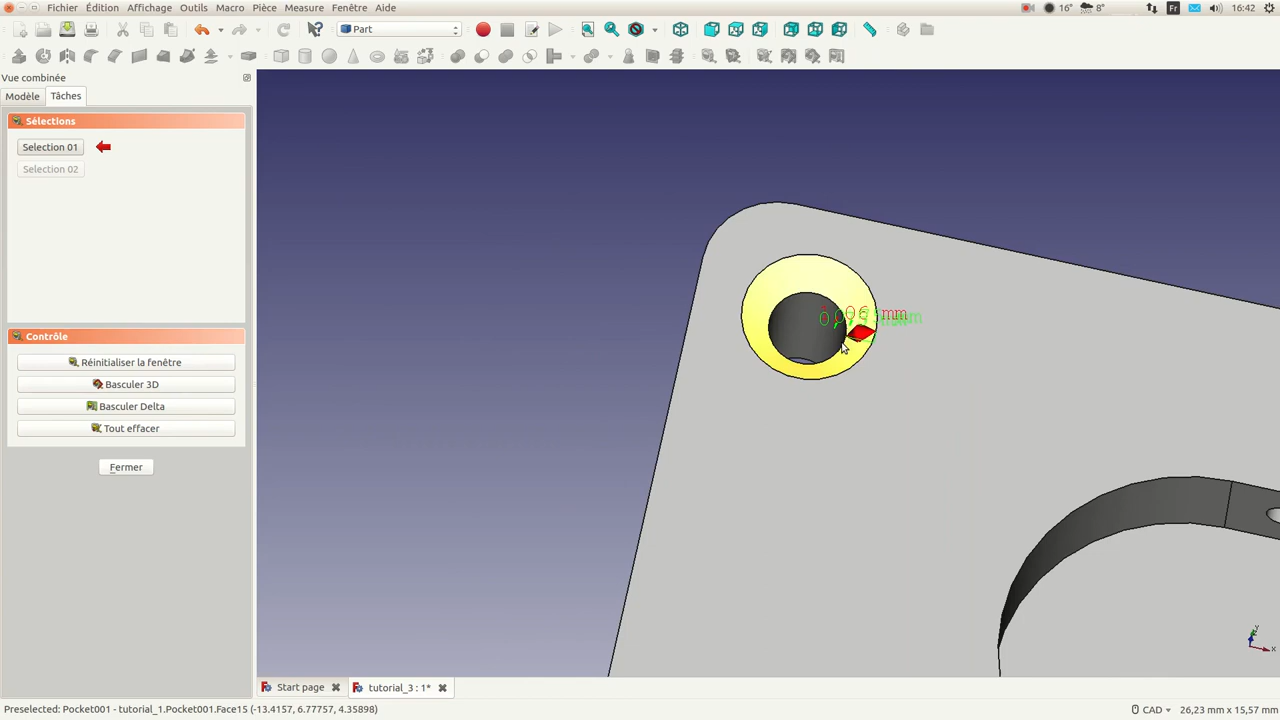 Fichier Édition Affichage Outils Macro Pièce Mesure Fenêtre Aide 16° 8° Fr 16:42
Part
Vue combinée
Modèle Tâches
Sélections
Selection 01
Selection 02
Contrôle
Réinitialiser la fenêtre
Basculer 3D
Basculer Delta
Tout effacer
Fermer
mm
Y
X
Start page tutorial_3 : 1*
Preselected: Pocket001 - tutorial_1.Pocket001.Face15 (-13.4157, 6.77757, 4.35898) CAD 26,23 mm x 15,57 mm